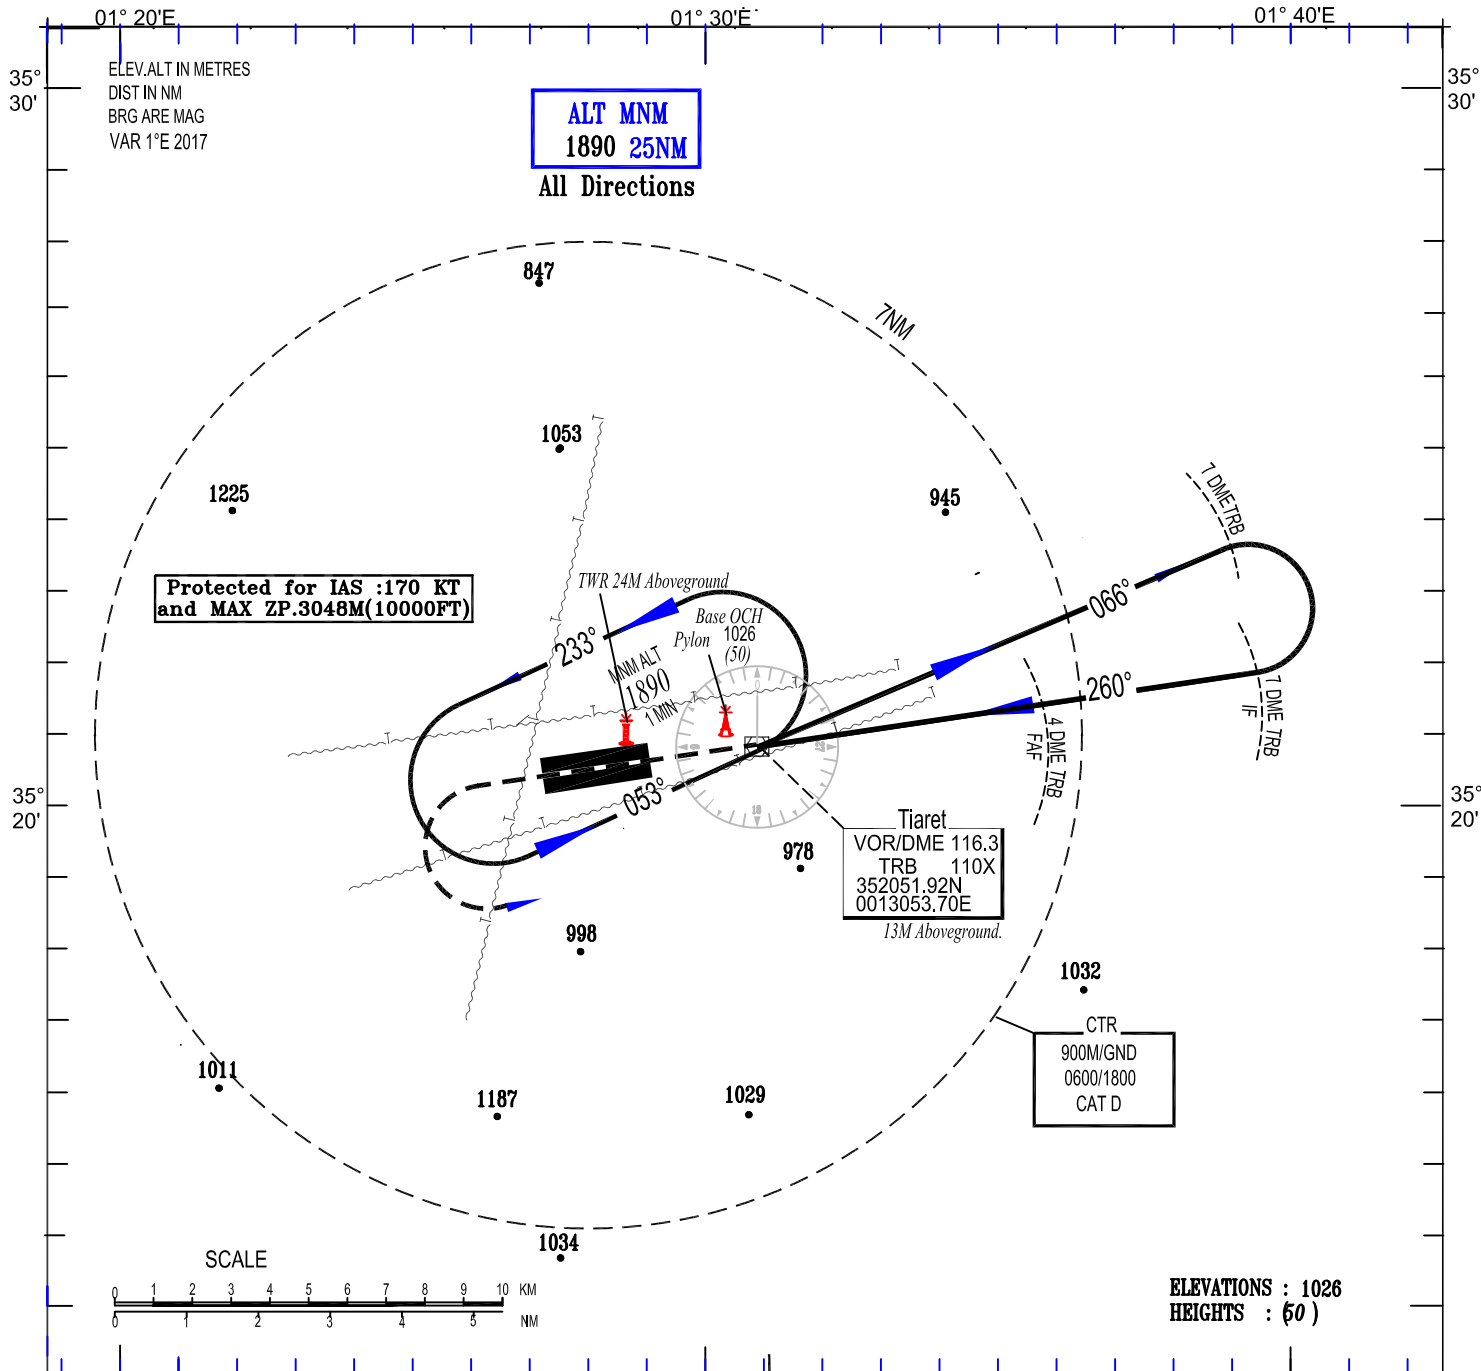 01° 20'E
01° 30'E
01° 40'E
35°
30'
35°
30'
ELEV.ALT IN METRES
DIST IN NM
BRG ARE MAG
VAR 1°E 2017
ALT MNM
1890 25NM
All Directions
847
7NM
1053
1225
945
7 DMETRB
Protected for IAS :170 KT
and MAX ZP.3048M(10000FT)
TWR 24M Aboveground
Base OCH
Pylon 1026
(50)
233°
MNM ALT
1890
1 MIN
066°
260°
7 DME TRB
IF
4 DME TRB
FAF
053°
35°
20'
35°
20'
Tiaret
VOR/DME 116.3
TRB 110X
352051.92N
0013053.70E
13M Aboveground.
978
998
1032
CTR
900M/GND
0600/1800
CAT D
1011
1187
1029
1034
SCALE
0 1 2 3 4 5 6 7 8 9 10 KM
0 1 2 3 4 5 NM
ELEVATIONS : 1026
HEIGHTS : (50 )